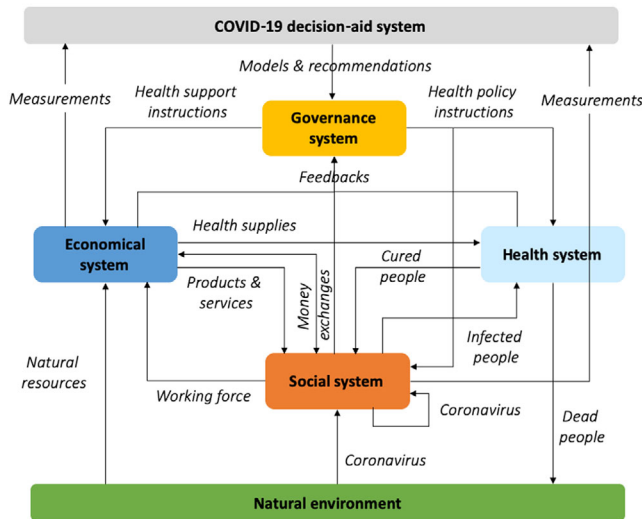 COVID-19 decision-aid system
Models & recommendations
Measurements
Health support
instructions
Governance
system
Health policy
instructions
Measurements
Feedbacks
Economical
system
Health supplies
Health system
Products &
services
Money
exchanges
Cured
people
Natural
resources
Working force
Social system
Infected
people
Coronavirus
Coronavirus
Dead
people
Natural environment